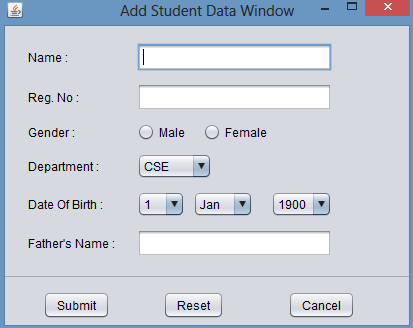 Add Student Data Window
Name :
Reg. No :
Gender : Male Female
Department : CSE
Date Of Birth : 1 Jan 1900
Father's Name :
Submit Reset Cancel